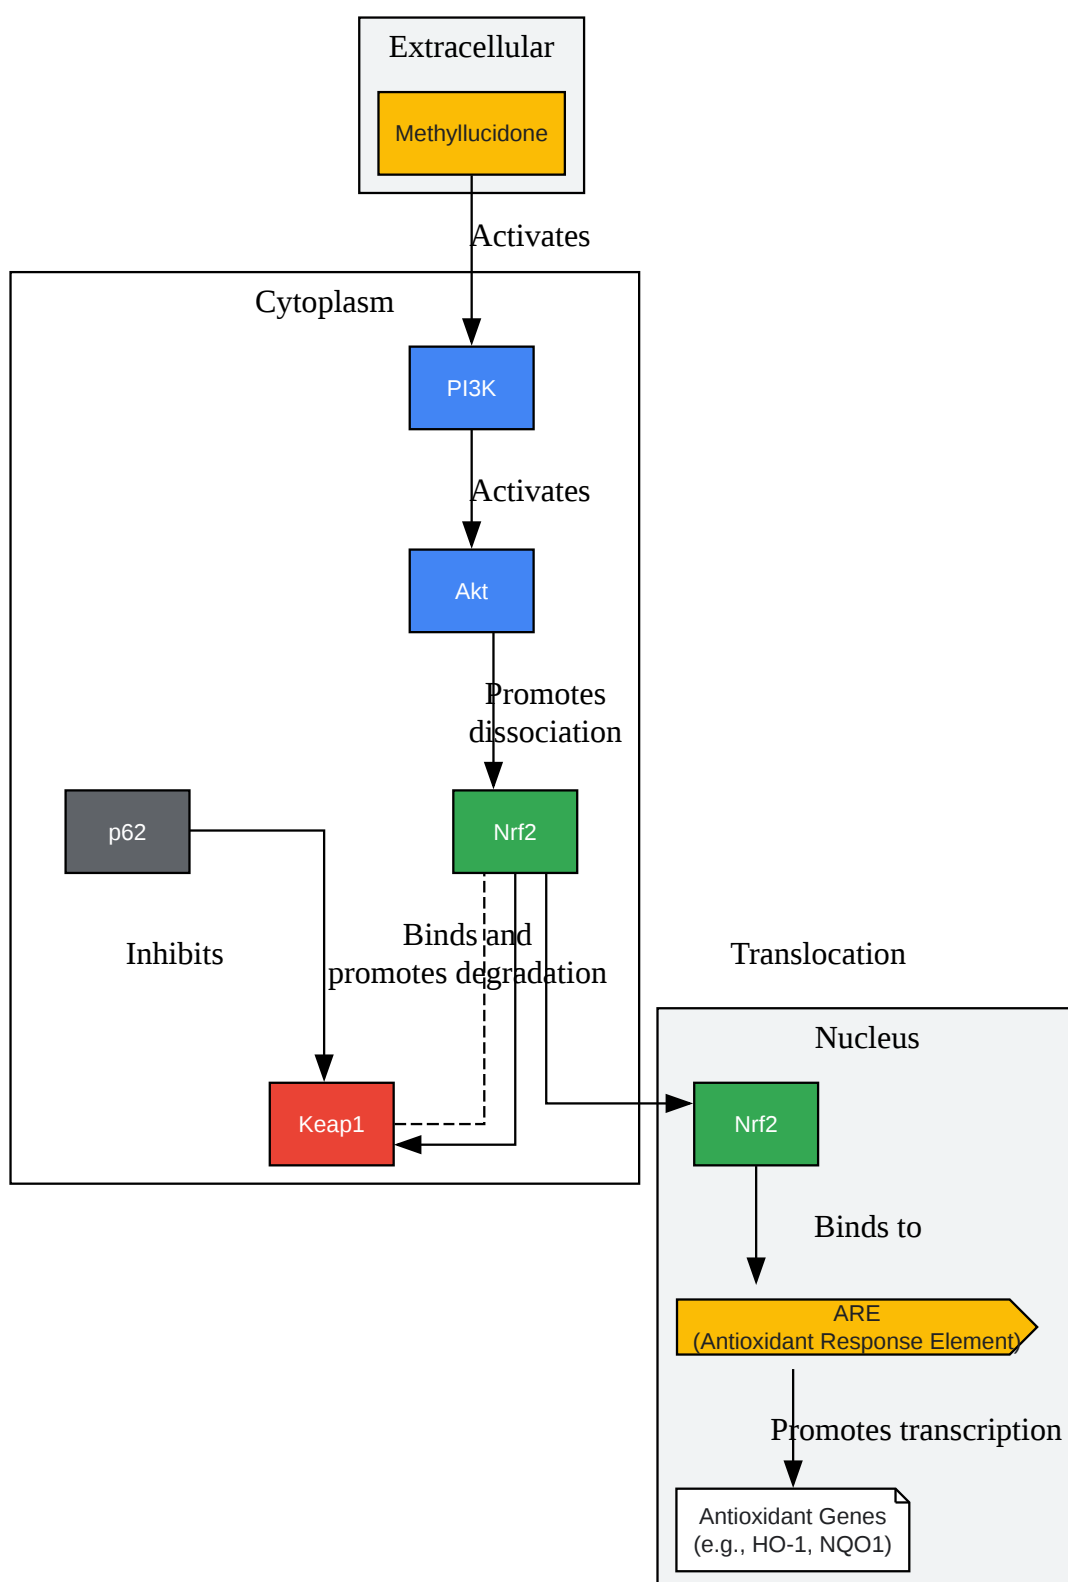 Extracellular
Methyllucidone
Activates
Cytoplasm
PI3K
Activates
Akt
Promotes
dissociation
p62
Nrf2
Inhibits
Binds and
promotes degradation
Translocation
Nucleus
Keap1
Nrf2
Binds to
ARE
(Antioxidant Response Element)
Promotes transcription
Antioxidant Genes
(e.g., HO-1, NQO1)